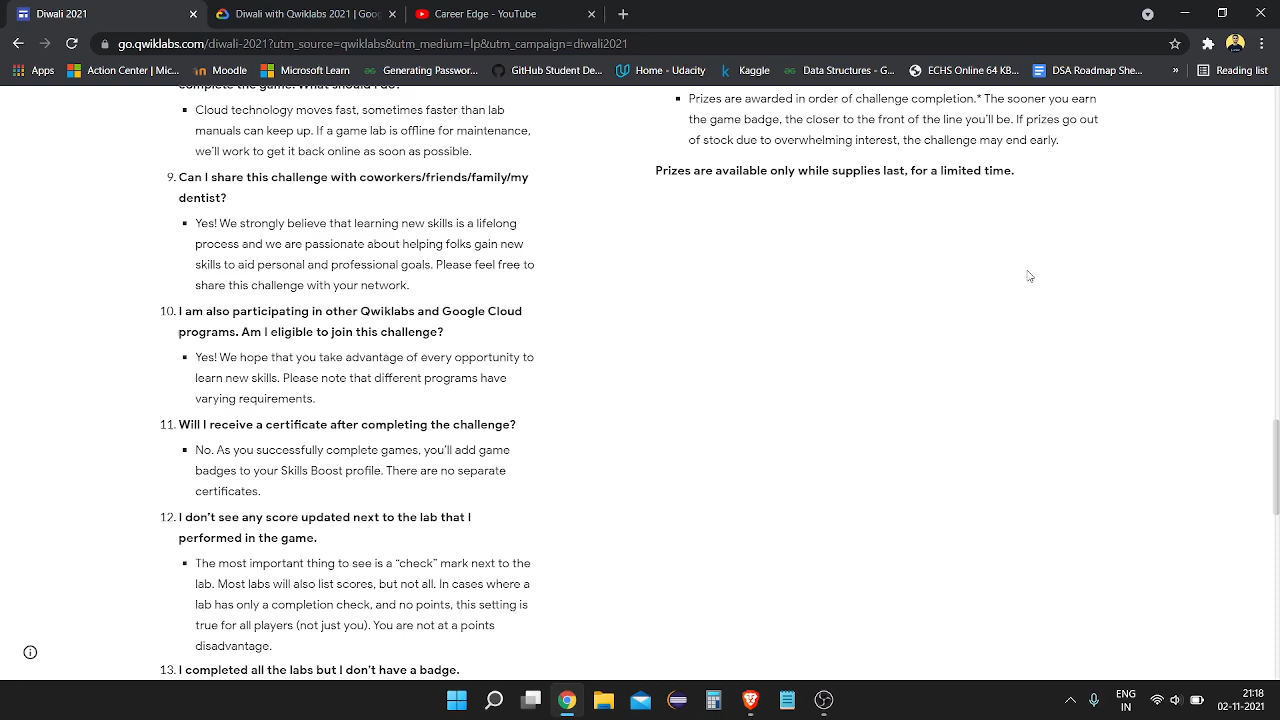 Diwali 2021
Diwali with Qwiklabs 2021 | Goog
Career Edge - YouTube
go.qwiklabs.com/diwali-2021?utm_source=qwiklabs&utm_medium=lp&utm_campaign=diwali2021
Apps
Action Center | Mic...
Moodle
Microsoft Learn
Generating Passwor...
GitHub Student De...
Home - Udacity
Kaggle
Data Structures - G...
ECHS Online 64 KB...
DSA Roadmap She...
»
Reading list
complete the game. What should I do?
▪ Cloud technology moves fast, sometimes faster than lab
manuals can keep up. If a game lab is offline for maintenance,
we'll work to get it back online as soon as possible.
9. Can I share this challenge with coworkers/friends/family/my
dentist?
▪ Yes! We strongly believe that learning new skills is a lifelong
process and we are passionate about helping folks gain new
skills to aid personal and professional goals. Please feel free to
share this challenge with your network.
10. I am also participating in other Qwiklabs and Google Cloud
programs. Am I eligible to join this challenge?
▪ Yes! We hope that you take advantage of every opportunity to
learn new skills. Please note that different programs have
varying requirements.
11. Will I receive a certificate after completing the challenge?
▪ No. As you successfully complete games, you'll add game
badges to your Skills Boost profile. There are no separate
certificates.
12. I don't see any score updated next to the lab that I
performed in the game.
▪ The most important thing to see is a “check” mark next to the
lab. Most labs will also list scores, but not all. In cases where a
lab has only a completion check, and no points, this setting is
true for all players (not just you). You are not at a points
disadvantage.
13. I completed all the labs but I don't have a badge.
▪ Prizes are awarded in order of challenge completion.* The sooner you earn
the game badge, the closer to the front of the line you'll be. If prizes go out
of stock due to overwhelming interest, the challenge may end early.
Prizes are available only while supplies last, for a limited time.
ENG
IN
21:18
02-11-2021